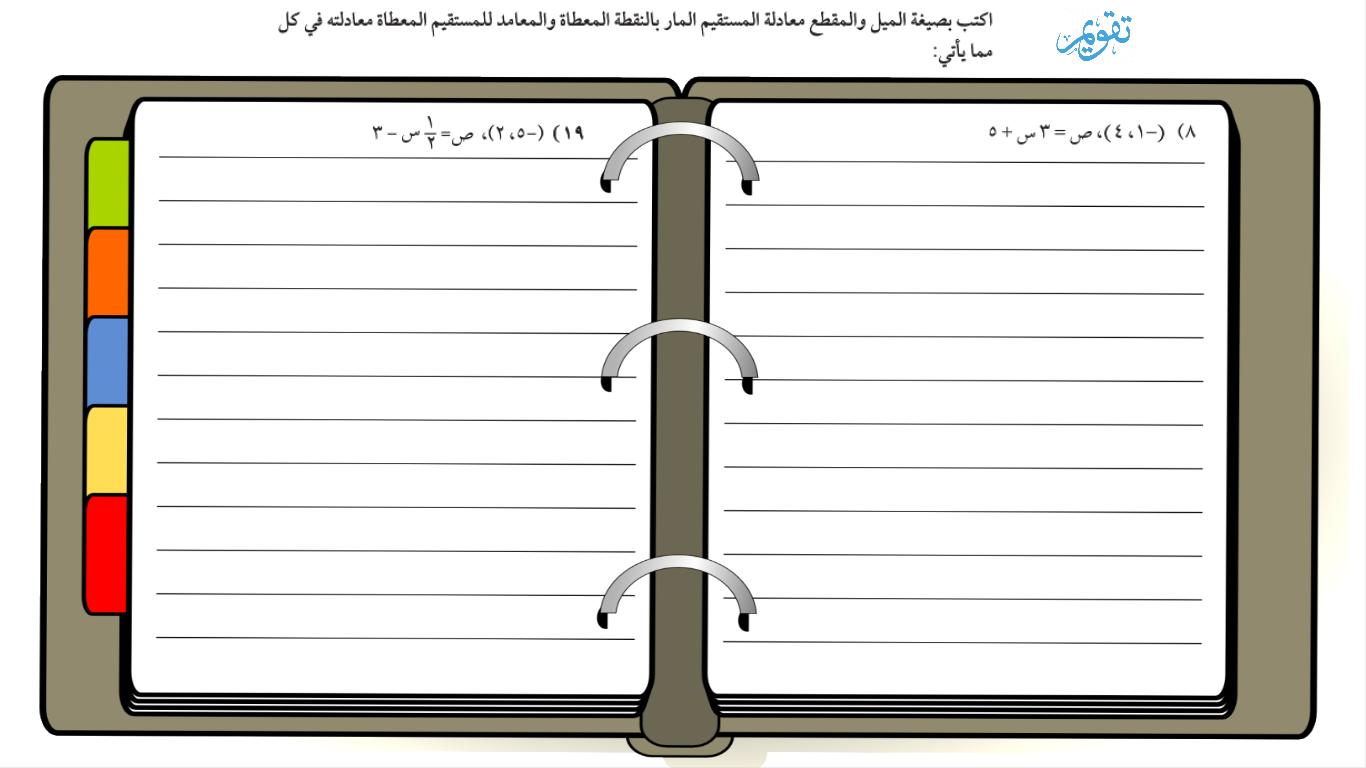 تقويم
اكتب بصيغة الميل والمقطع معادلة المستقيم المار بالنقطة المعطاة والمعامد للمستقيم المعطاة معادلته في كل
مما يأتي:
٨) (-١، ٤)، ص = ٣ س + ٥
١٩) (-٥، ٢)، ص = ١/٢ س - ٣